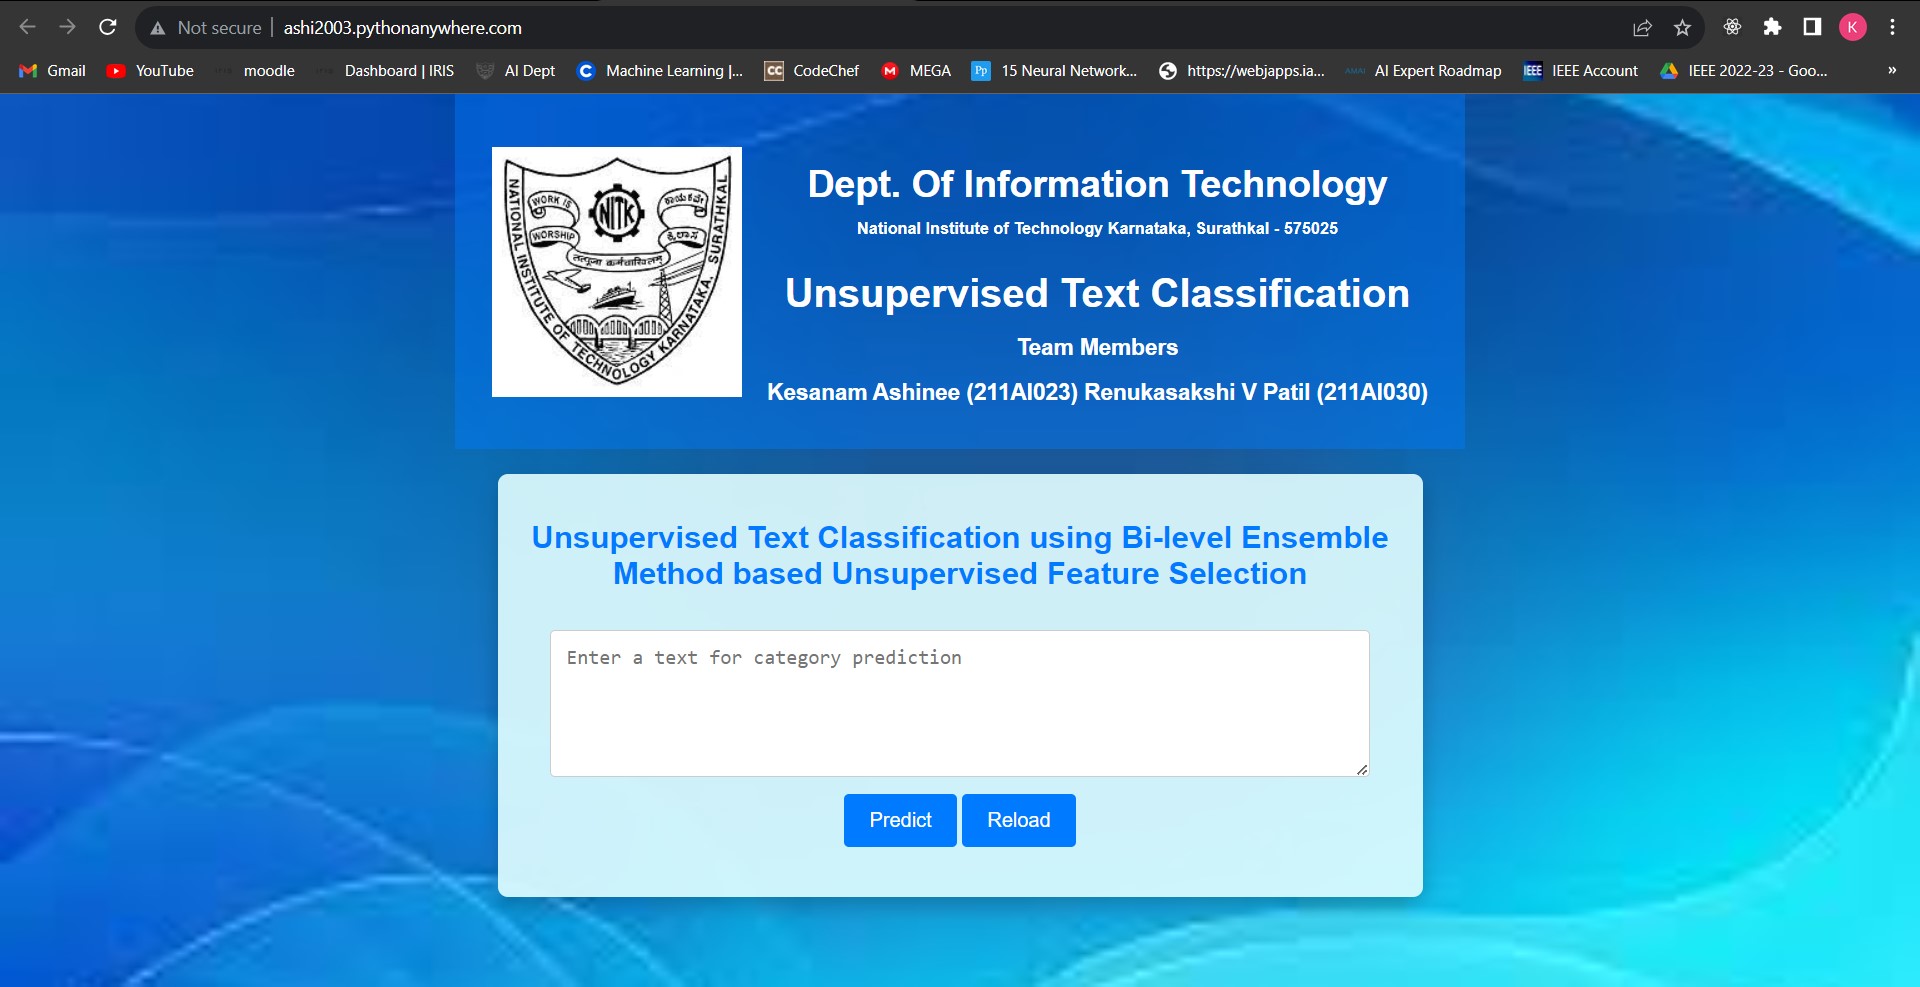 Not secure | ashi2003.pythonanywhere.com
K
Gmail YouTube moodle Dashboard | IRIS AI Dept Machine Learning |... CodeChef MEGA 15 Neural Network... https://webjapps.ia... AI Expert Roadmap IEEE Account IEEE 2022-23 - Goo... »
NATIONAL INSTITUTE OF TECHNOLOGY KARNATAKA, SURATHKAL
WORK IS
WORSHIP
NITK
Dept. Of Information Technology
National Institute of Technology Karnataka, Surathkal - 575025
Unsupervised Text Classification
Team Members
Kesanam Ashinee (211AI023) Renukasakshi V Patil (211AI030)
Unsupervised Text Classification using Bi-level Ensemble
Method based Unsupervised Feature Selection
Enter a text for category prediction
Predict Reload